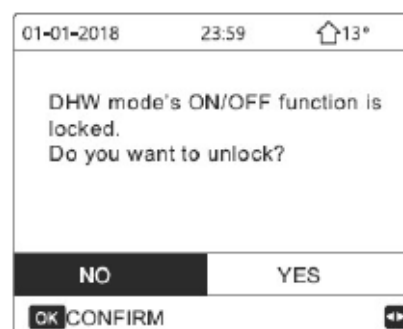 01-01-2018 23:59 13°
DHW mode's ON/OFF function is
locked.
Do you want to unlock?
NO YES
OK CONFIRM